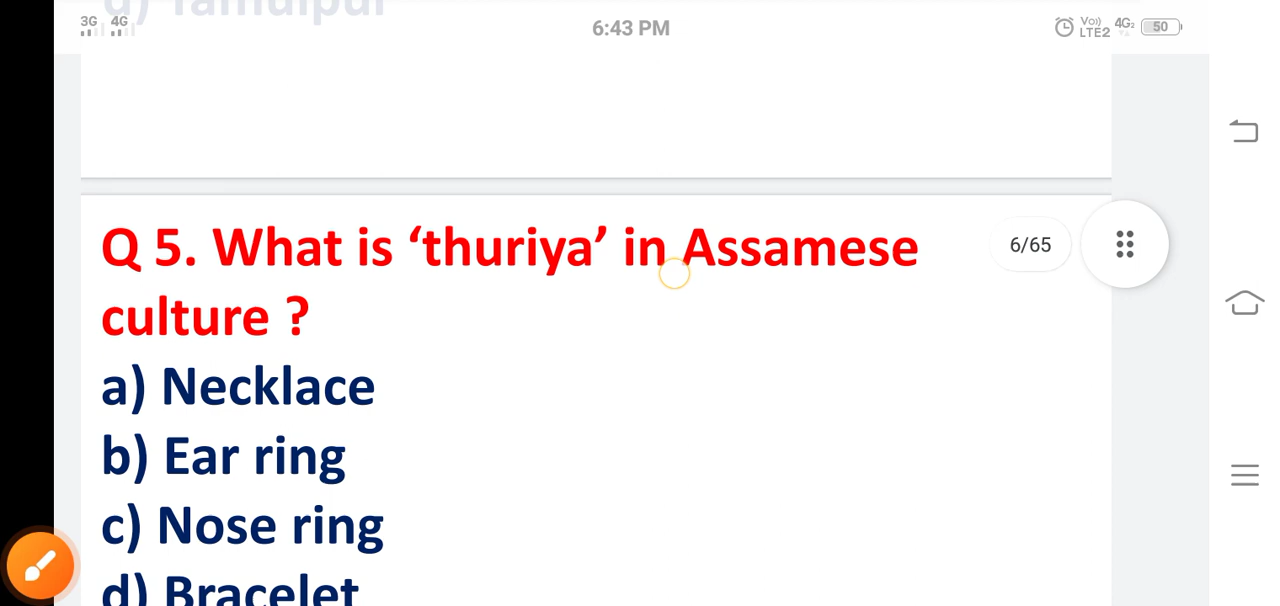 d) Tamulpur
3G 4G
6:43 PM
Vo)) LTE2 4G2 50
Q 5. What is ‘thuriya’ in Assamese
6/65
culture ?
a) Necklace
b) Ear ring
c) Nose ring
d) Bracelet